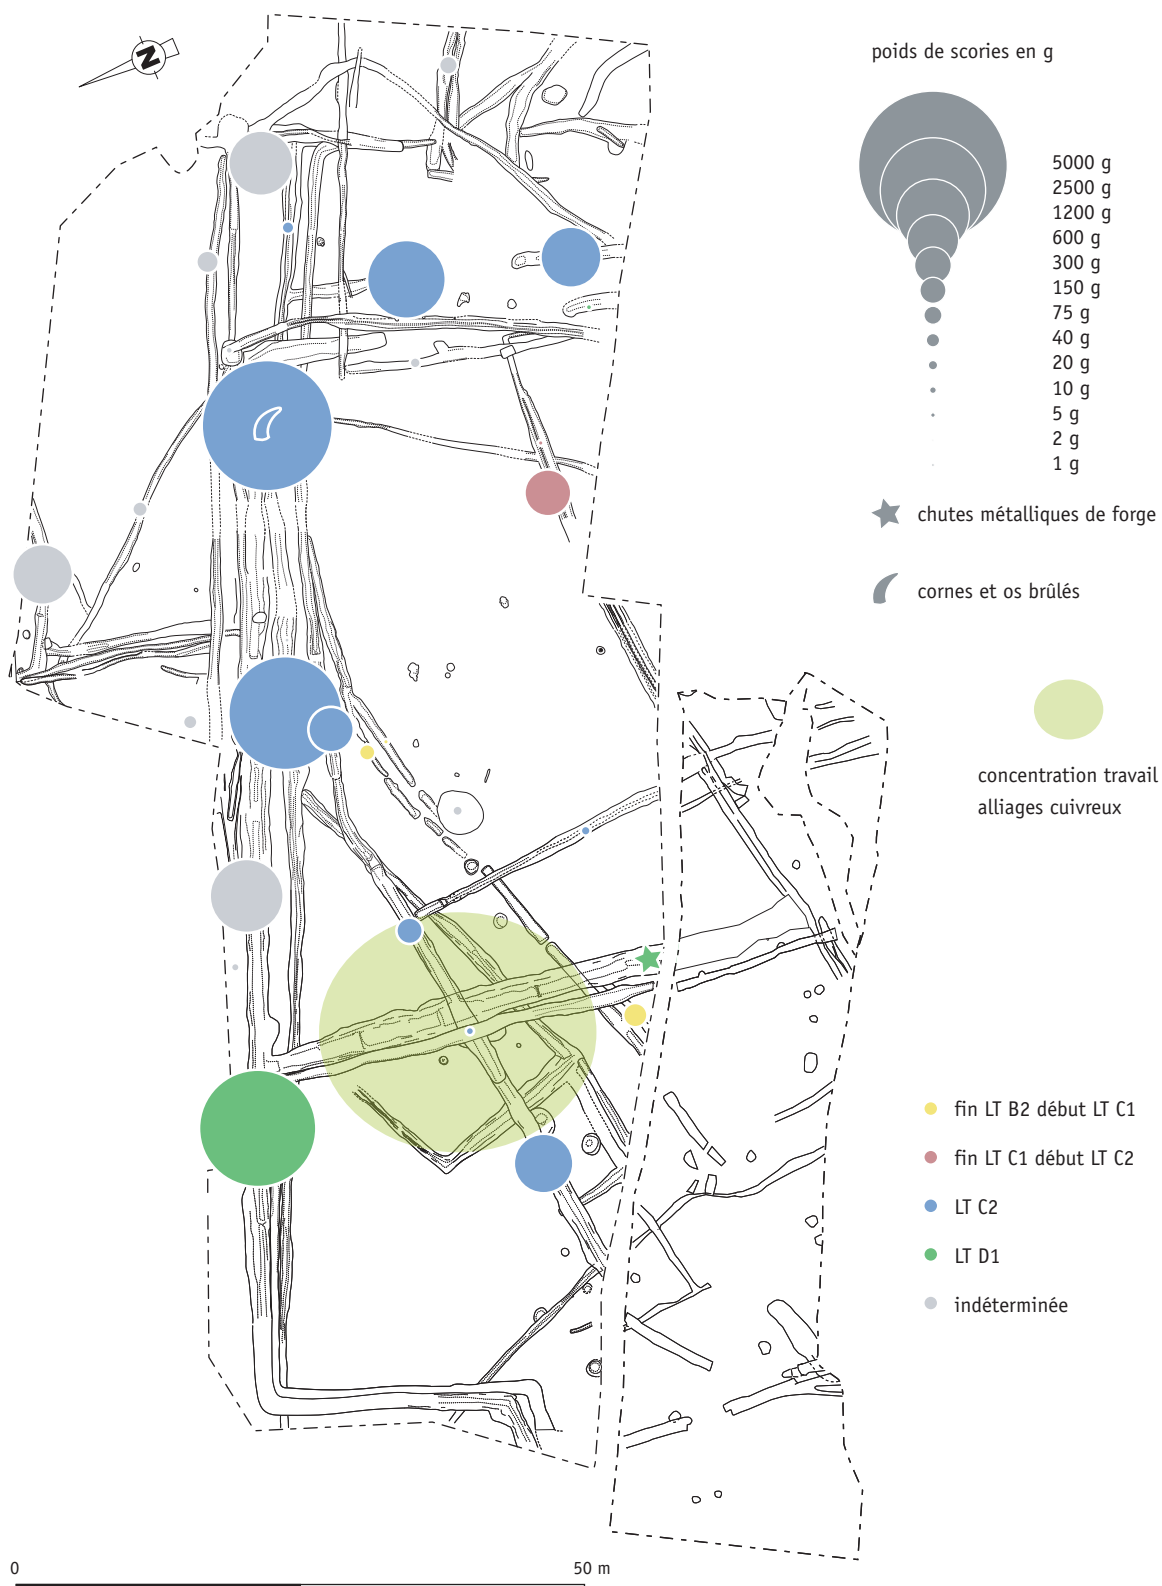 N
poids de scories en g
5000 g
2500 g
1200 g
600 g
300 g
150 g
75 g
40 g
20 g
10 g
5 g
2 g
1 g
chutes métalliques de forge
cornes et os brûlés
concentration travail
alliages cuivreux
fin LT B2 début LT C1
fin LT C1 début LT C2
LT C2
LT D1
indéterminée
0
50 m